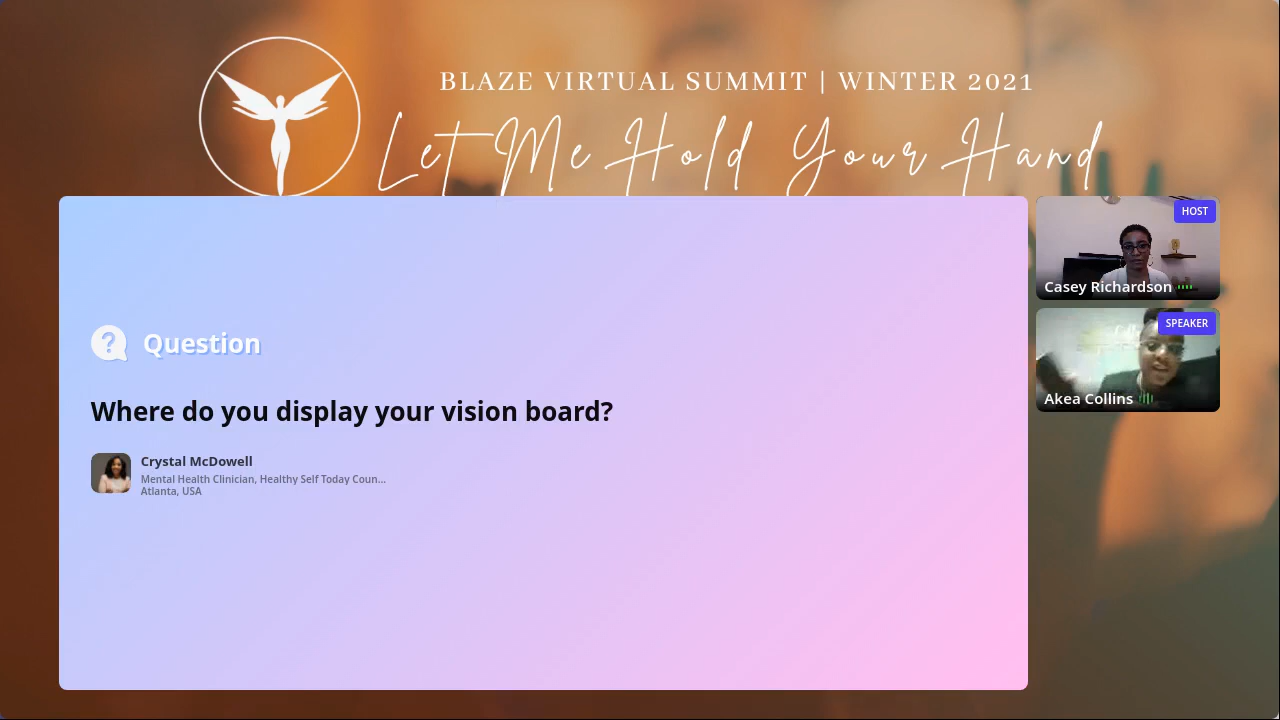 BLAZE VIRTUAL SUMMIT | WINTER 2021
Let Me Hold Your Hand
HOST
Casey Richardson
SPEAKER
Akea Collins
Question
Where do you display your vision board?
Crystal McDowell
Mental Health Clinician, Healthy Self Today Coun...
Atlanta, USA